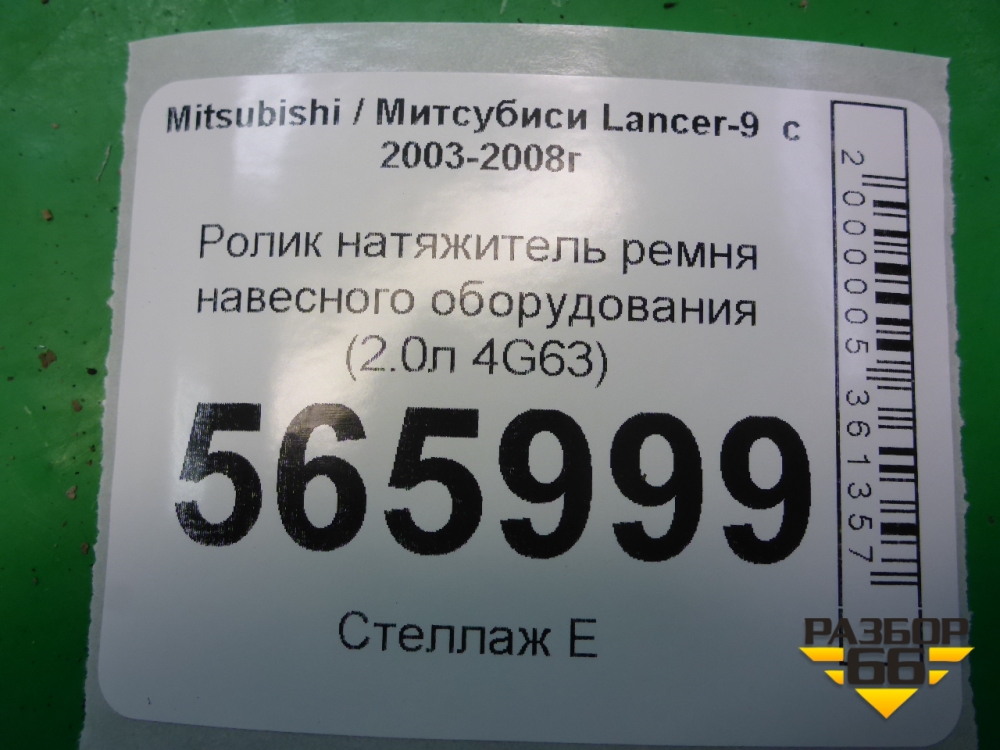 Mitsubishi / Митсубиси Lancer-9 с
2003-2008г
Ролик натяжитель ремня
навесного оборудования
(2.0л 4G63)
565999
Стеллаж Е
2000005361357
РАЗБОР
66